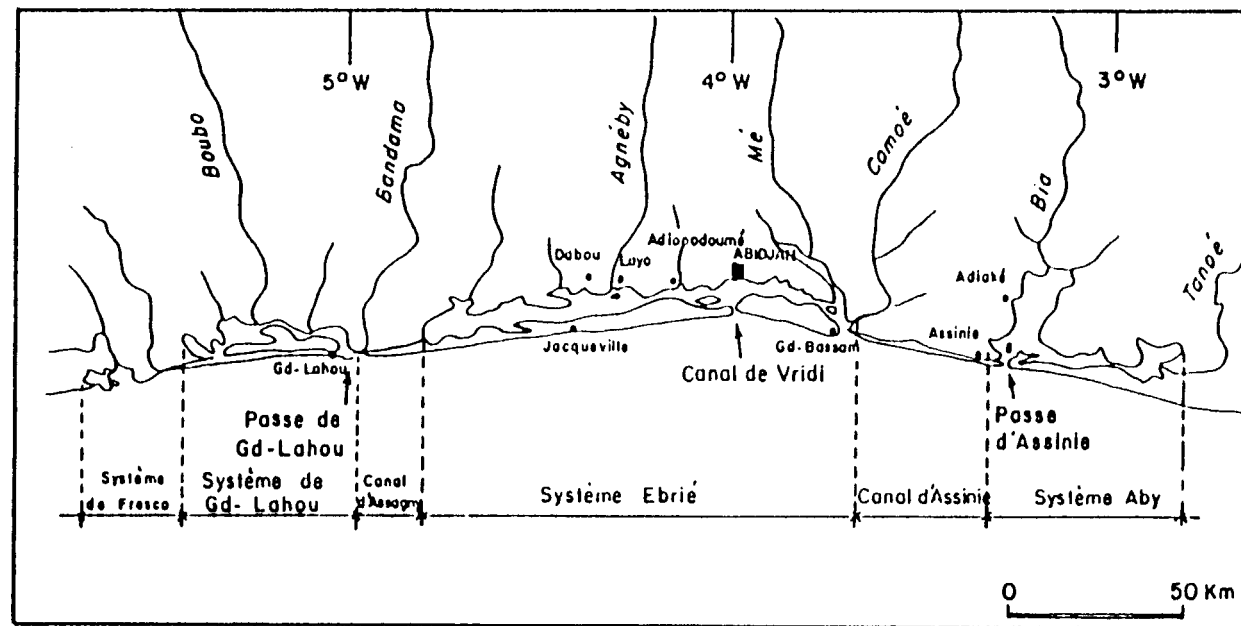 5° W
4° W
3° W
Boubo
Bandama
Agnéby
Mé
Camoé
Bia
Tanoé
Dabou
Layo
Adiopodoumé
ABIDJAN
Adiaké
Assinie
Gd-Lahou
Jacqueville
Gd-Bassam
Canal de Vridi
Passe de
Gd-Lahou
Passe
d'Assinie
Système
de Fresco
Système de
Gd-Lahou
Canal
d'Assagny
Système Ebrié
Canal d'Assinie
Système Aby
0
50 Km